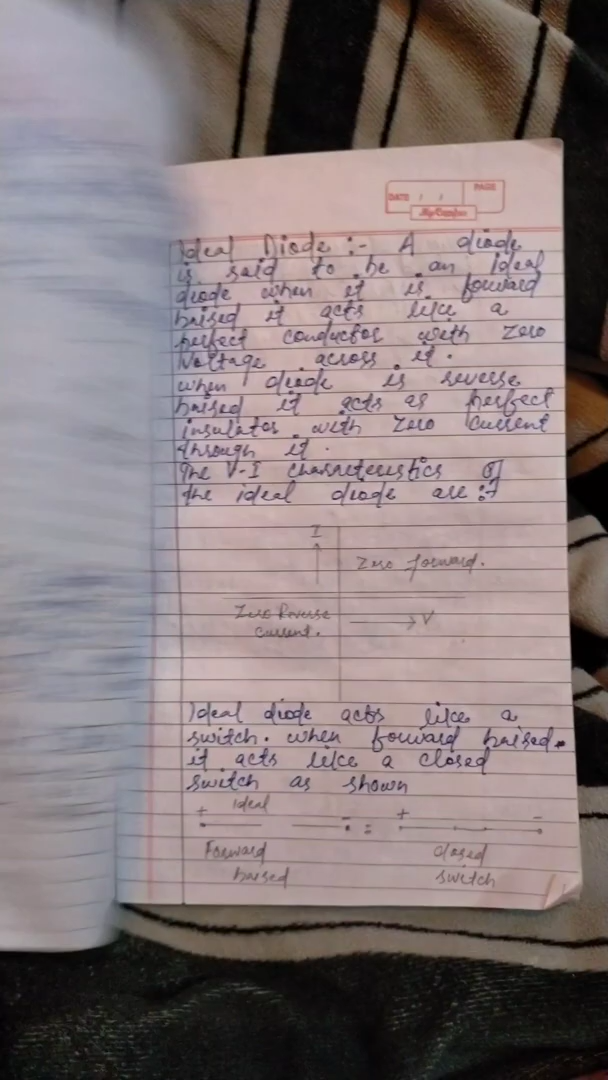 DATE / /
PAGE
Ideal Diode :- A diode
is said to be an Ideal
diode when it is forward
baised it acts like a
perfect conductor with Zero
Voltage across it.
when diode is reverse
baised it acts as perfect
insulator with Zero Current
through it.
The V-I Characteristics of
the ideal diode are :-
I
Zero forward.
Zero Reverse
Current.
V
Ideal diode acts like a
switch. when forward baised.
it acts like a closed
switch as shown
+ Ideal - = + -
Forward
baised
closed
switch